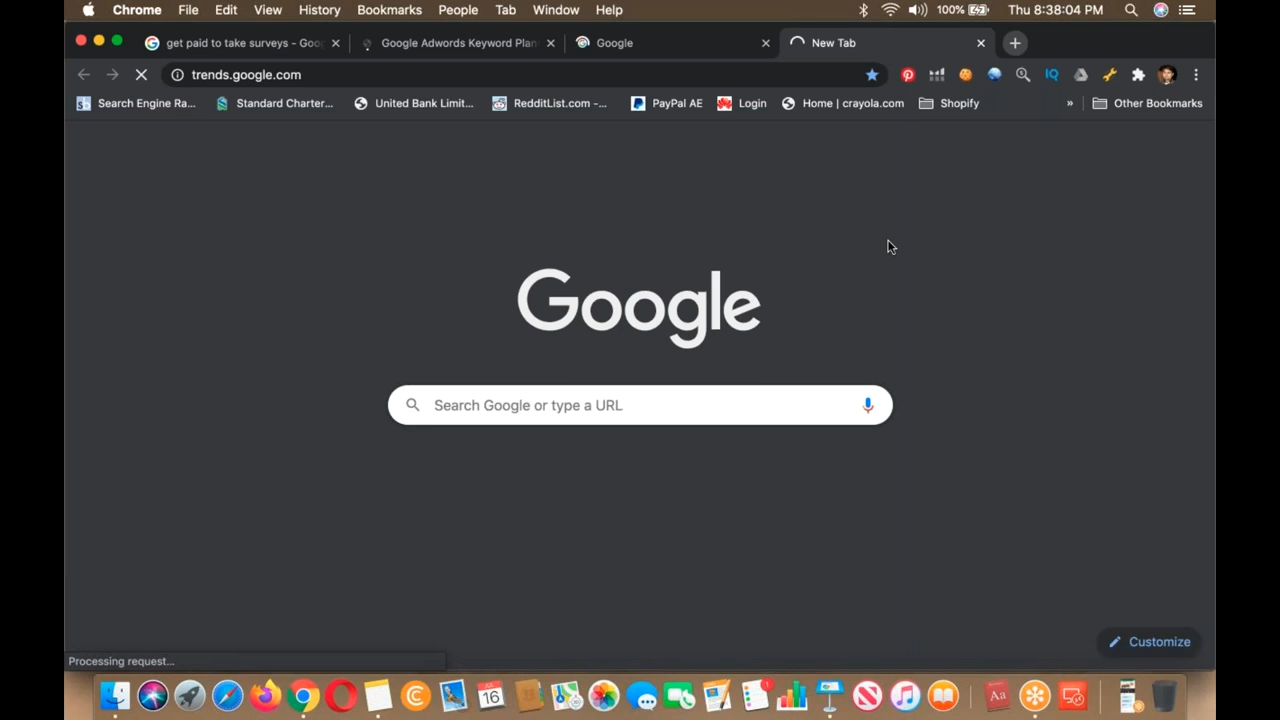 Chrome File Edit View History Bookmarks People Tab Window Help 100% Thu 8:38:04 PM
get paid to take surveys - Goo Google Adwords Keyword Plan Google New Tab
trends.google.com IQ
Search Engine Ra... Standard Charter... United Bank Limit... RedditList.com -... PayPal AE Login Home | crayola.com Shopify » Other Bookmarks
Google
Search Google or type a URL
Customize
Processing request...
16 Aa